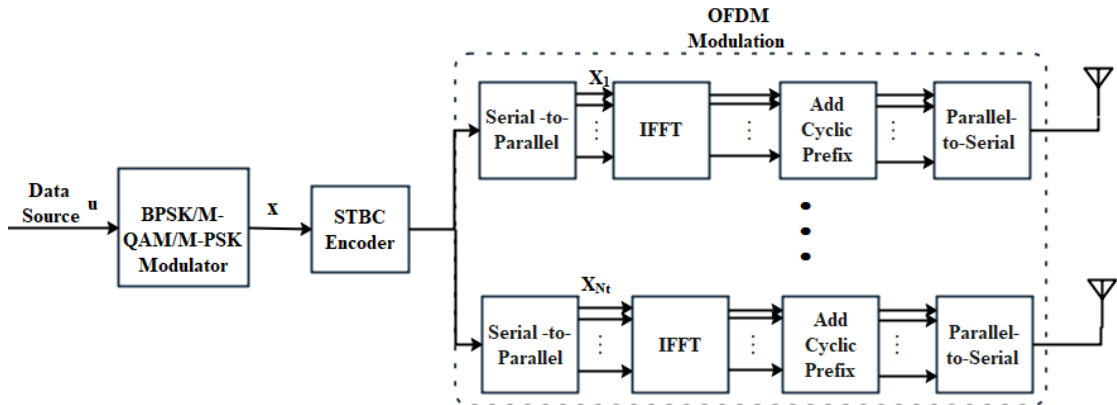 OFDM
Modulation
X1
Serial -to-
Parallel
IFFT
Add
Cyclic
Prefix
Parallel-
to-Serial
Data
Source
u
BPSK/M-
QAM/M-PSK
Modulator
x
STBC
Encoder
XNt
Serial -to-
Parallel
IFFT
Add
Cyclic
Prefix
Parallel-
to-Serial